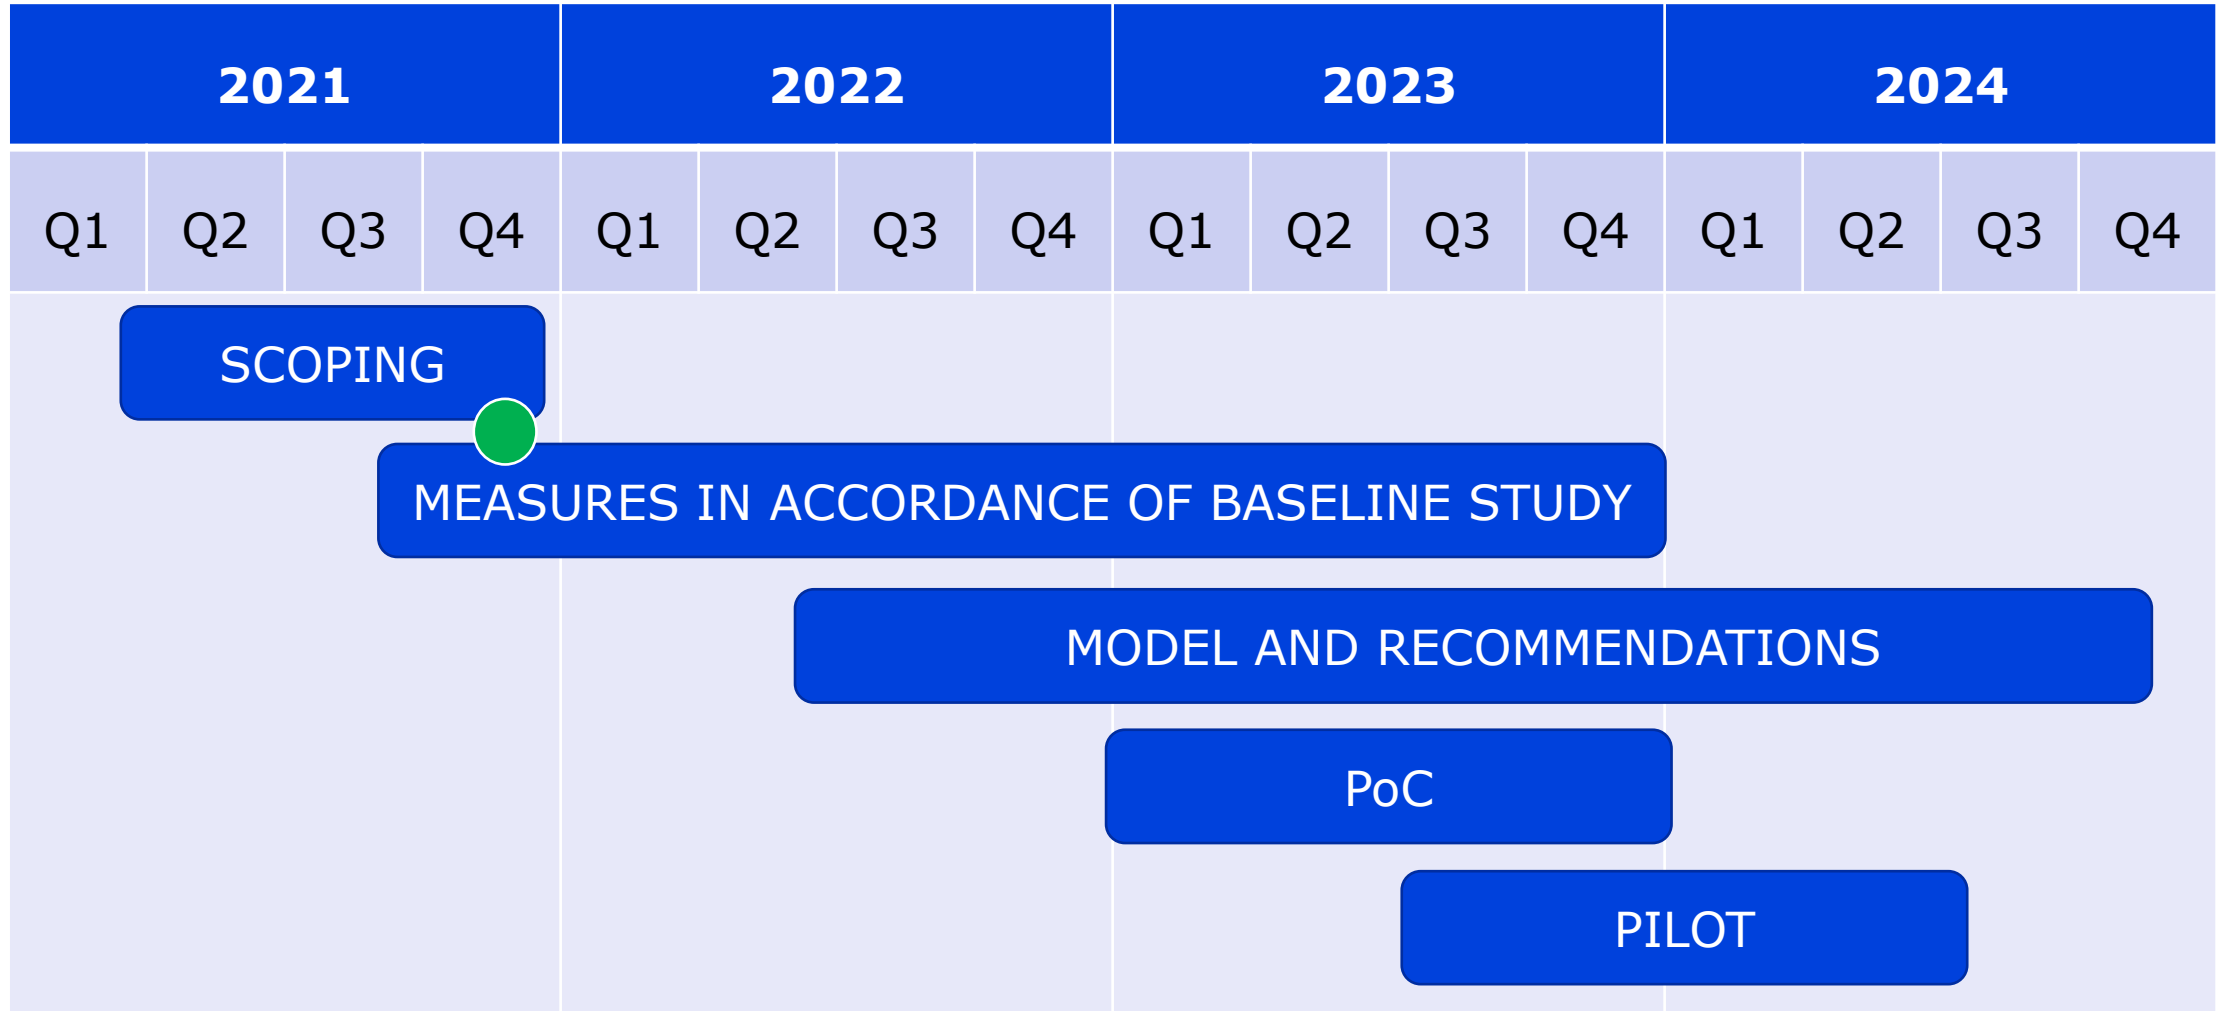 2021 2022 2023 2024
Q1 Q2 Q3 Q4 Q1 Q2 Q3 Q4 Q1 Q2 Q3 Q4 Q1 Q2 Q3 Q4
SCOPING
MEASURES IN ACCORDANCE OF BASELINE STUDY
MODEL AND RECOMMENDATIONS
PoC
PILOT